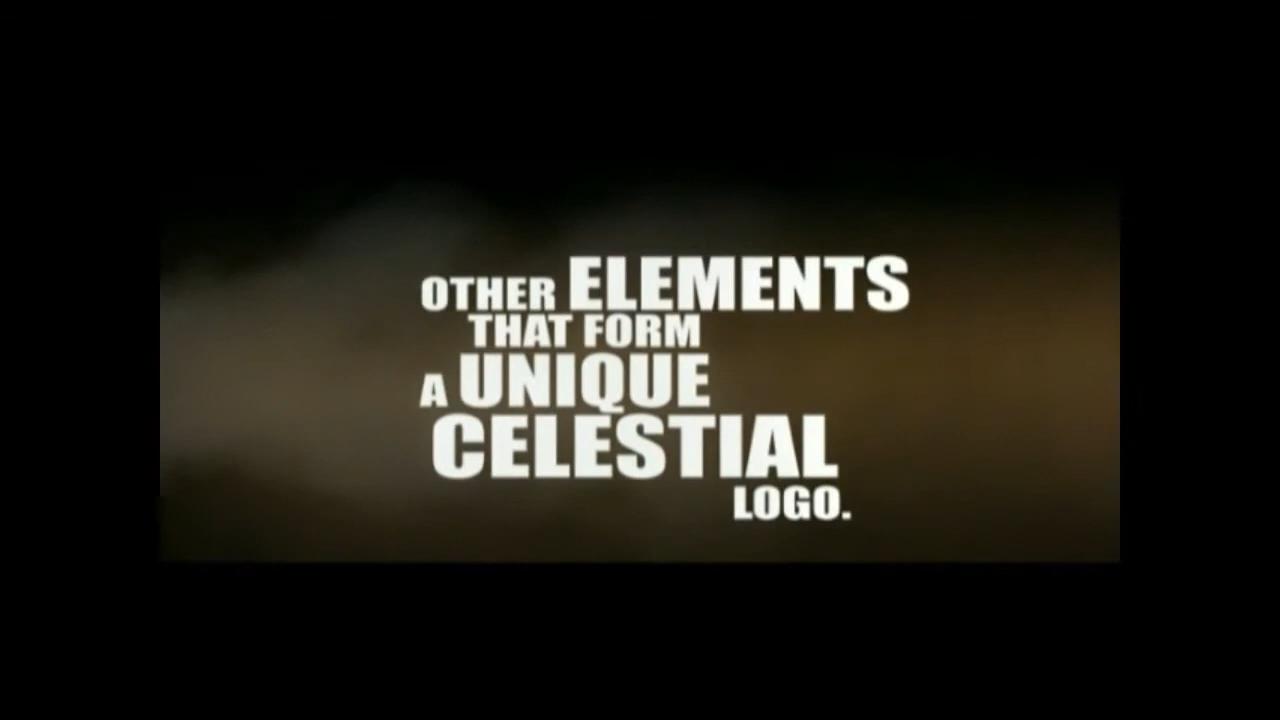 OTHER ELEMENTS
THAT FORM
A UNIQUE
CELESTIAL
LOGO.